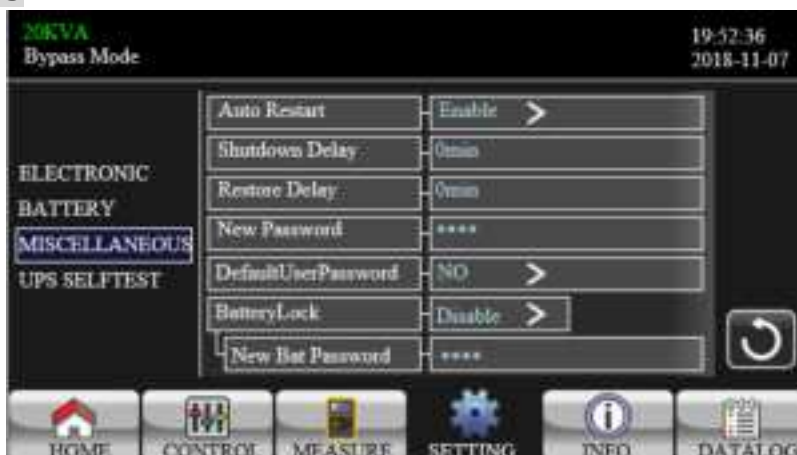 20KVA
Bypass Mode
19:52:36
2018-11-07
ELECTRONIC
BATTERY
MISCELLANEOUS
UPS SELFTEST
Auto Restart
Enable >
Shutdown Delay
0min
Restore Delay
0min
New Password
****
DefaultUserPassword
NO >
BatteryLock
Disable >
New Bat Password
****
HOME
CONTROL
MEASURE
SETTING
INFO
DATALOG